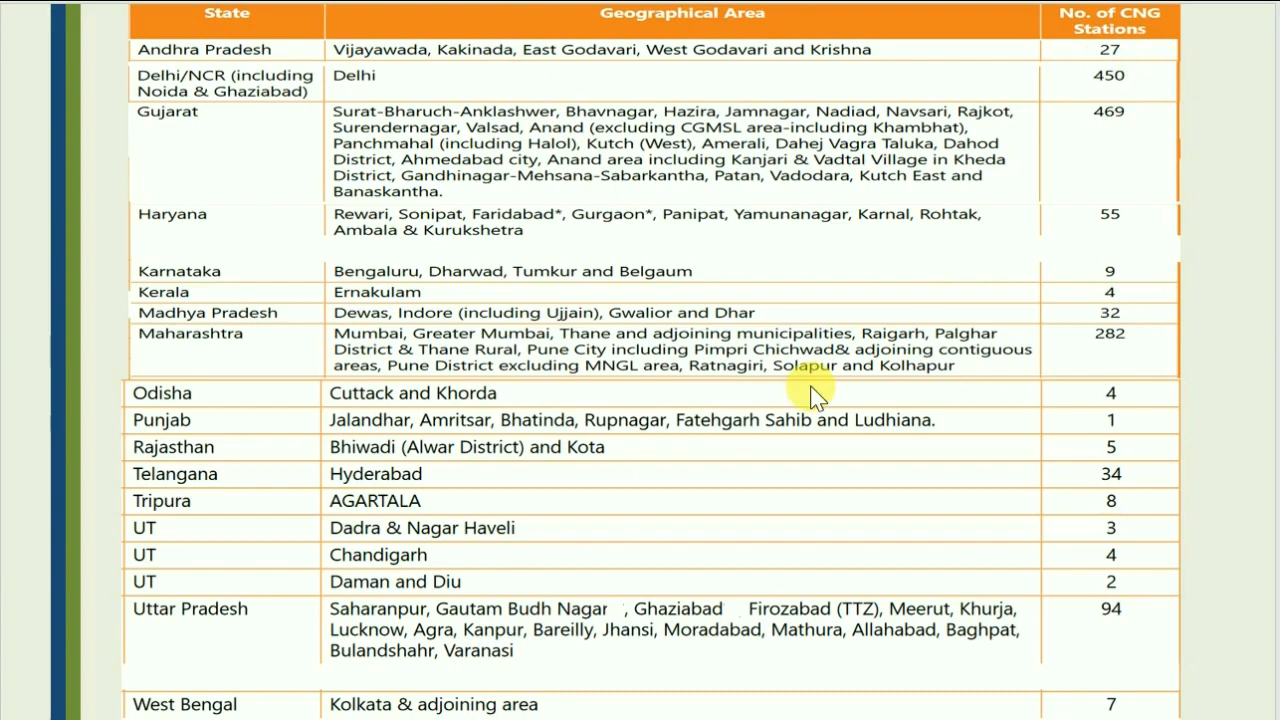 State Geographical Area No. of CNG
Stations
Andhra Pradesh Vijayawada, Kakinada, East Godavari, West Godavari and Krishna 27
Delhi/NCR (including Delhi 450
Noida & Ghaziabad)
Gujarat Surat-Bharuch-Anklashwer, Bhavnagar, Hazira, Jamnagar, Nadiad, Navsari, Rajkot, 469
Surendernagar, Valsad, Anand (excluding CGMSL area-including Khambhat),
Panchmahal (including Halol), Kutch (West), Amerali, Dahej Vagra Taluka, Dahod
District, Ahmedabad city, Anand area including Kanjari & Vadtal Village in Kheda
District, Gandhinagar-Mehsana-Sabarkantha, Patan, Vadodara, Kutch East and
Banaskantha.
Haryana Rewari, Sonipat, Faridabad*, Gurgaon*, Panipat, Yamunanagar, Karnal, Rohtak, 55
Ambala & Kurukshetra
Karnataka Bengaluru, Dharwad, Tumkur and Belgaum 9
Kerala Ernakulam 4
Madhya Pradesh Dewas, Indore (including Ujjain), Gwalior and Dhar 32
Maharashtra Mumbai, Greater Mumbai, Thane and adjoining municipalities, Raigarh, Palghar 282
District & Thane Rural, Pune City including Pimpri Chichwad& adjoining contiguous
areas, Pune District excluding MNGL area, Ratnagiri, Solapur and Kolhapur
Odisha Cuttack and Khorda 4
Punjab Jalandhar, Amritsar, Bhatinda, Rupnagar, Fatehgarh Sahib and Ludhiana. 1
Rajasthan Bhiwadi (Alwar District) and Kota 5
Telangana Hyderabad 34
Tripura AGARTALA 8
UT Dadra & Nagar Haveli 3
UT Chandigarh 4
UT Daman and Diu 2
Uttar Pradesh Saharanpur, Gautam Budh Nagar , Ghaziabad Firozabad (TTZ), Meerut, Khurja, 94
Lucknow, Agra, Kanpur, Bareilly, Jhansi, Moradabad, Mathura, Allahabad, Baghpat,
Bulandshahr, Varanasi
West Bengal Kolkata & adjoining area 7